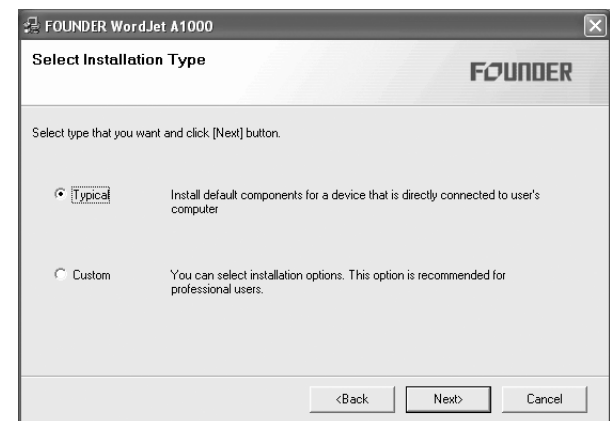 FOUNDER WordJet A1000
Select Installation Type
FOUNDER
Select type that you want and click [Next] button.
Typical
Install default components for a device that is directly connected to user's
computer
Custom
You can select installation options. This option is recommended for
professional users.
<Back
Next>
Cancel